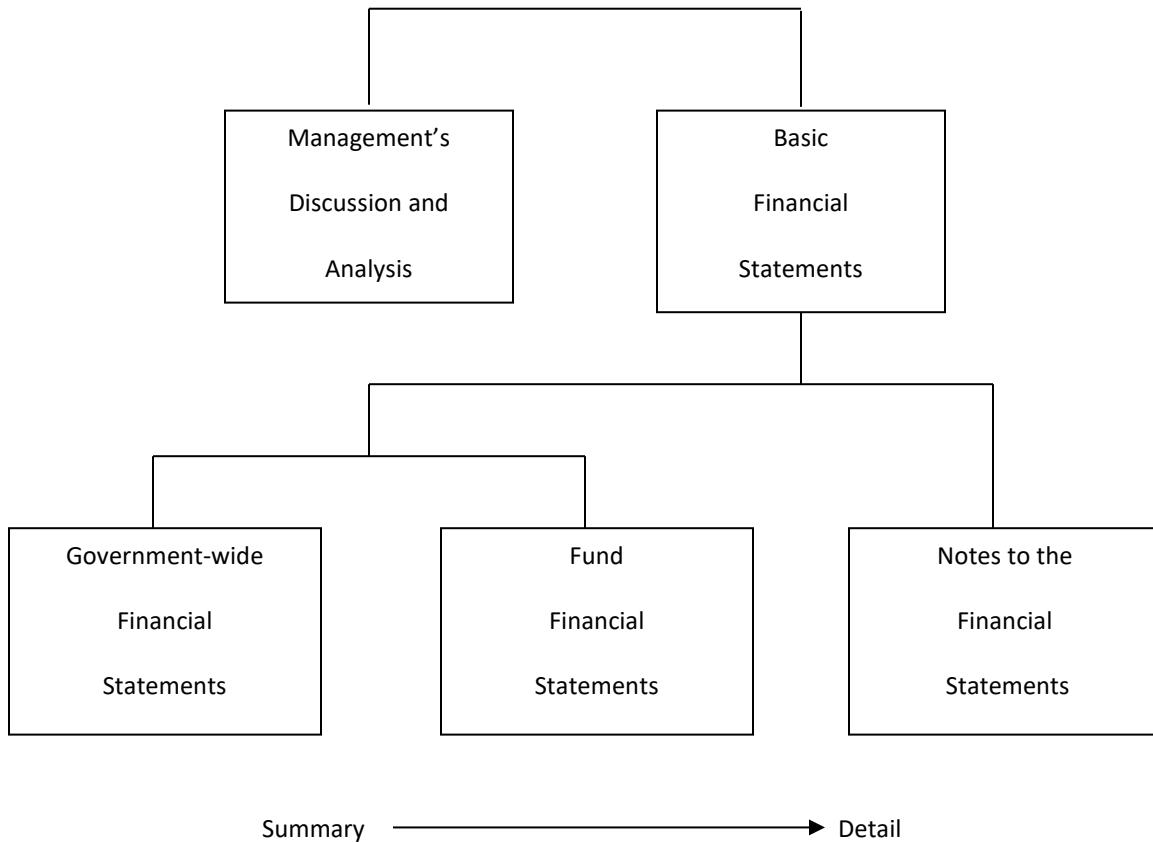 Management’s
Discussion and
Analysis
Basic
Financial
Statements
Government-wide
Financial
Statements
Fund
Financial
Statements
Notes to the
Financial
Statements
Summary
Detail